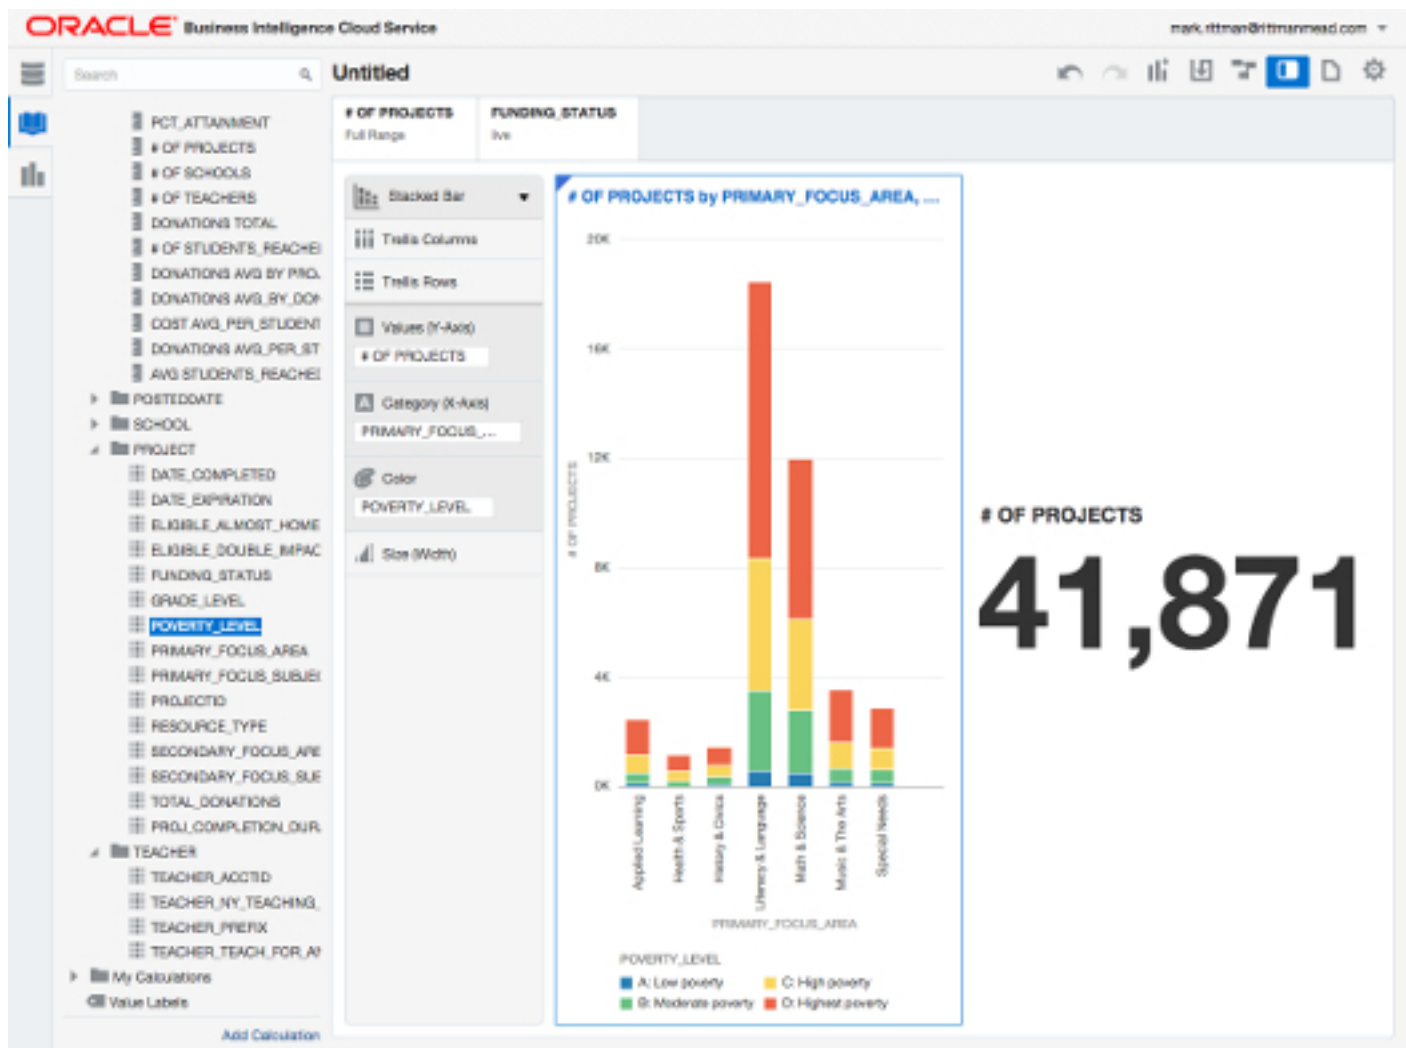 ORACLE Business Intelligence Cloud Service
mark.rittman@rittmanmead.com
Search
Untitled
PCT_ATTAINMENT
# OF PROJECTS
# OF SCHOOLS
# OF TEACHERS
DONATIONS TOTAL
# OF STUDENTS_REACHE
DONATIONS AVG BY PRO.
DONATIONS AVG_BY_DON
COST AVG_PER_STUDENT
DONATIONS AVG_PER_ST
AVG STUDENTS_REACHE
POSTEDDATE
SCHOOL
PROJECT
DATE_COMPLETED
DATE_EXPIRATION
ELIGIBLE_ALMOST_HOME
ELIGIBLE_DOUBLE_IMPAC
FUNDING_STATUS
GRADE_LEVEL
POVERTY_LEVEL
PRIMARY_FOCUS_AREA
PRIMARY_FOCUS_SUBJE
PROJECTID
RESOURCE_TYPE
SECONDARY_FOCUS_ARE
SECONDARY_FOCUS_SUE
TOTAL_DONATIONS
PROJ_COMPLETION_DUR
TEACHER
TEACHER_ACCTID
TEACHER_NY_TEACHING_
TEACHER_PREFIX
TEACHER_TEACH_FOR_A
My Calculations
Value Labels
Add Calculation
# OF PROJECTS
Full Range
FUNDING_STATUS
live
Stacked Bar
Trellis Columns
Trellis Rows
Values (Y-Axis)
# OF PROJECTS
Category (X-Axis)
PRIMARY_FOCUS_...
Color
POVERTY_LEVEL
Size (Width)
# OF PROJECTS by PRIMARY_FOCUS_AREA, ...
20K
16K
12K
8K
4K
0K
# OF PROJECTS
Applied Learning
Health & Sports
History & Civics
Literacy & Language
Math & Science
Music & The Arts
Special Needs
PRIMARY_FOCUS_AREA
POVERTY_LEVEL
A: Low poverty
C: High poverty
B: Moderate poverty
D: Highest poverty
# OF PROJECTS
41,871